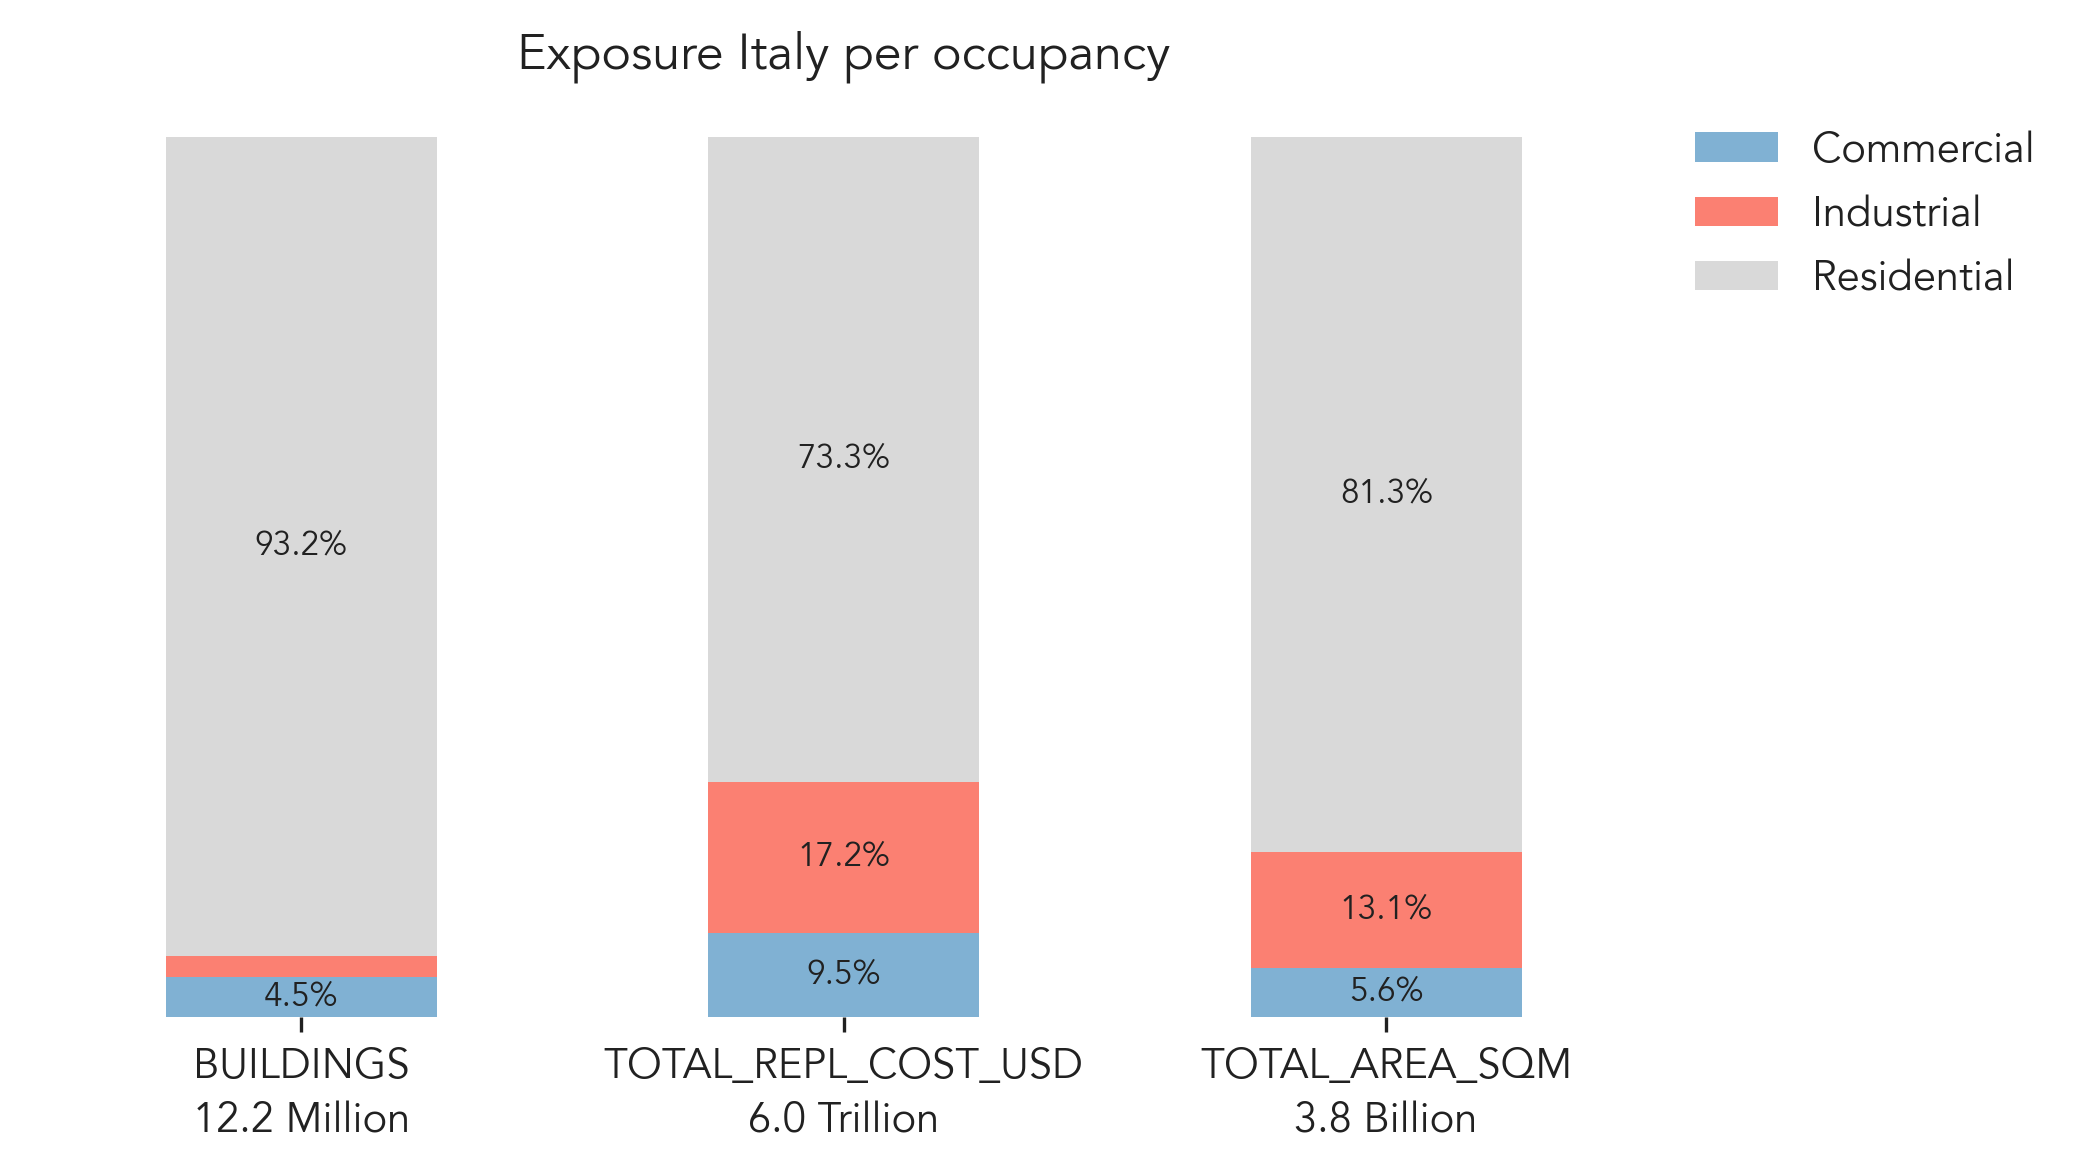 Exposure Italy per occupancy
Commercial
Industrial
Residential
93.2%
4.5%
73.3%
17.2%
9.5%
81.3%
13.1%
5.6%
BUILDINGS
12.2 Million
TOTAL_REPL_COST_USD
6.0 Trillion
TOTAL_AREA_SQM
3.8 Billion